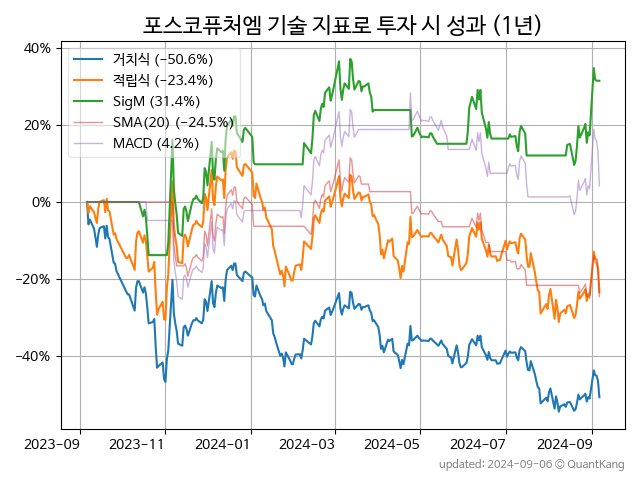 포스코퓨처엠 기술 지표로 투자 시 성과 (1년)
40%
20%
0%
−20%
−40%
거치식 (−50.6%)
적립식 (−23.4%)
SigM (31.4%)
SMA(20) (−24.5%)
MACD (4.2%)
2023-09
2023-11
2024-01
2024-03
2024-05
2024-07
2024-09
updated: 2024-09-06 ⓒ QuantKang